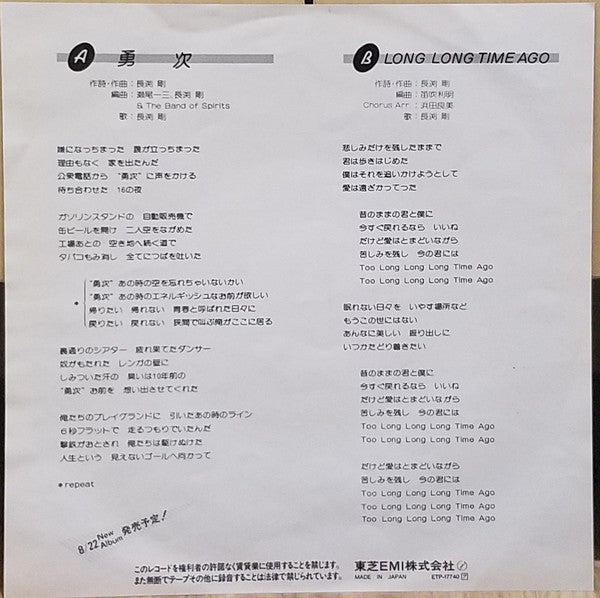 A 勇次
作詩・作曲:長渕 剛
編曲:瀬尾一三、長渕 剛
& The Band of Spirits
歌:長渕 剛
嫌になっちまった 腹が立っちまった
理由もなく 家を出たんだ
公衆電話から “勇次”に声をかける
待ち合わせた 16の夜
ガソリンスタンドの 自動販売機で
缶ビールを開け 二人空をながめた
工場あとの 空き地へ続く道で
タバコもみ消し 全てにつばを吐いた
“勇次”あの時の空を忘れちゃいないかい
“勇次”あの時のエネルギッシュなお前が欲しい
* 帰りたい 帰れない 青春と呼ばれた日々に
戻りたい 戻れない 狭間で叫ぶ俺がここに居る
裏通りのシアター 疲れ果てたダンサー
奴がもたれた レンガの壁に
しみついた汗の 臭いは10年前の
“勇次”お前を 想い出させてくれた
俺たちのプレイグランドに 引いたあの時のライン
6秒フラットで 走るつもりでいたんだ
撃鉄がおとされ 俺たちは駆けぬけた
人生という 見えないゴールへ向かって
* repeat
8/22 New Album 発売予定!
B LONG LONG TIME AGO
作詩・作曲:長渕 剛
編曲:笛吹利明
Chorus Arr.:浜田良美
歌:長渕 剛
悲しみだけを残したままで
君は歩きはじめた
僕はそれを追いかけようとして
愛は遠ざかってった
昔のままの君と僕に
今すぐ戻れるなら いいね
だけど愛はとまどいながら
苦しみを残し 今の君には
Too Long Long Long Time Ago
Too Long Long Long Time Ago
眠れない日々を いやす場所など
もうこの世にはない
あんなに美しい 振り出しに
いつかたどり着きたい
昔のままの君と僕に
今すぐ戻れるなら いいね
だけど愛はとまどいながら
苦しみを残し 今の君には
Too Long Long Long Time Ago
Too Long Long Long Time Ago
だけど愛はとまどいながら
苦しみを残し 今の君には
Too Long Long Long Time Ago
Too Long Long Long Time Ago
Too Long Long Long Time Ago
このレコードを権利者の許諾なく賃貸業に使用することを禁じます。
また無断でテープその他に録音することは法律で禁じられています。
東芝EMI株式会社
MADE IN JAPAN ETP-17740